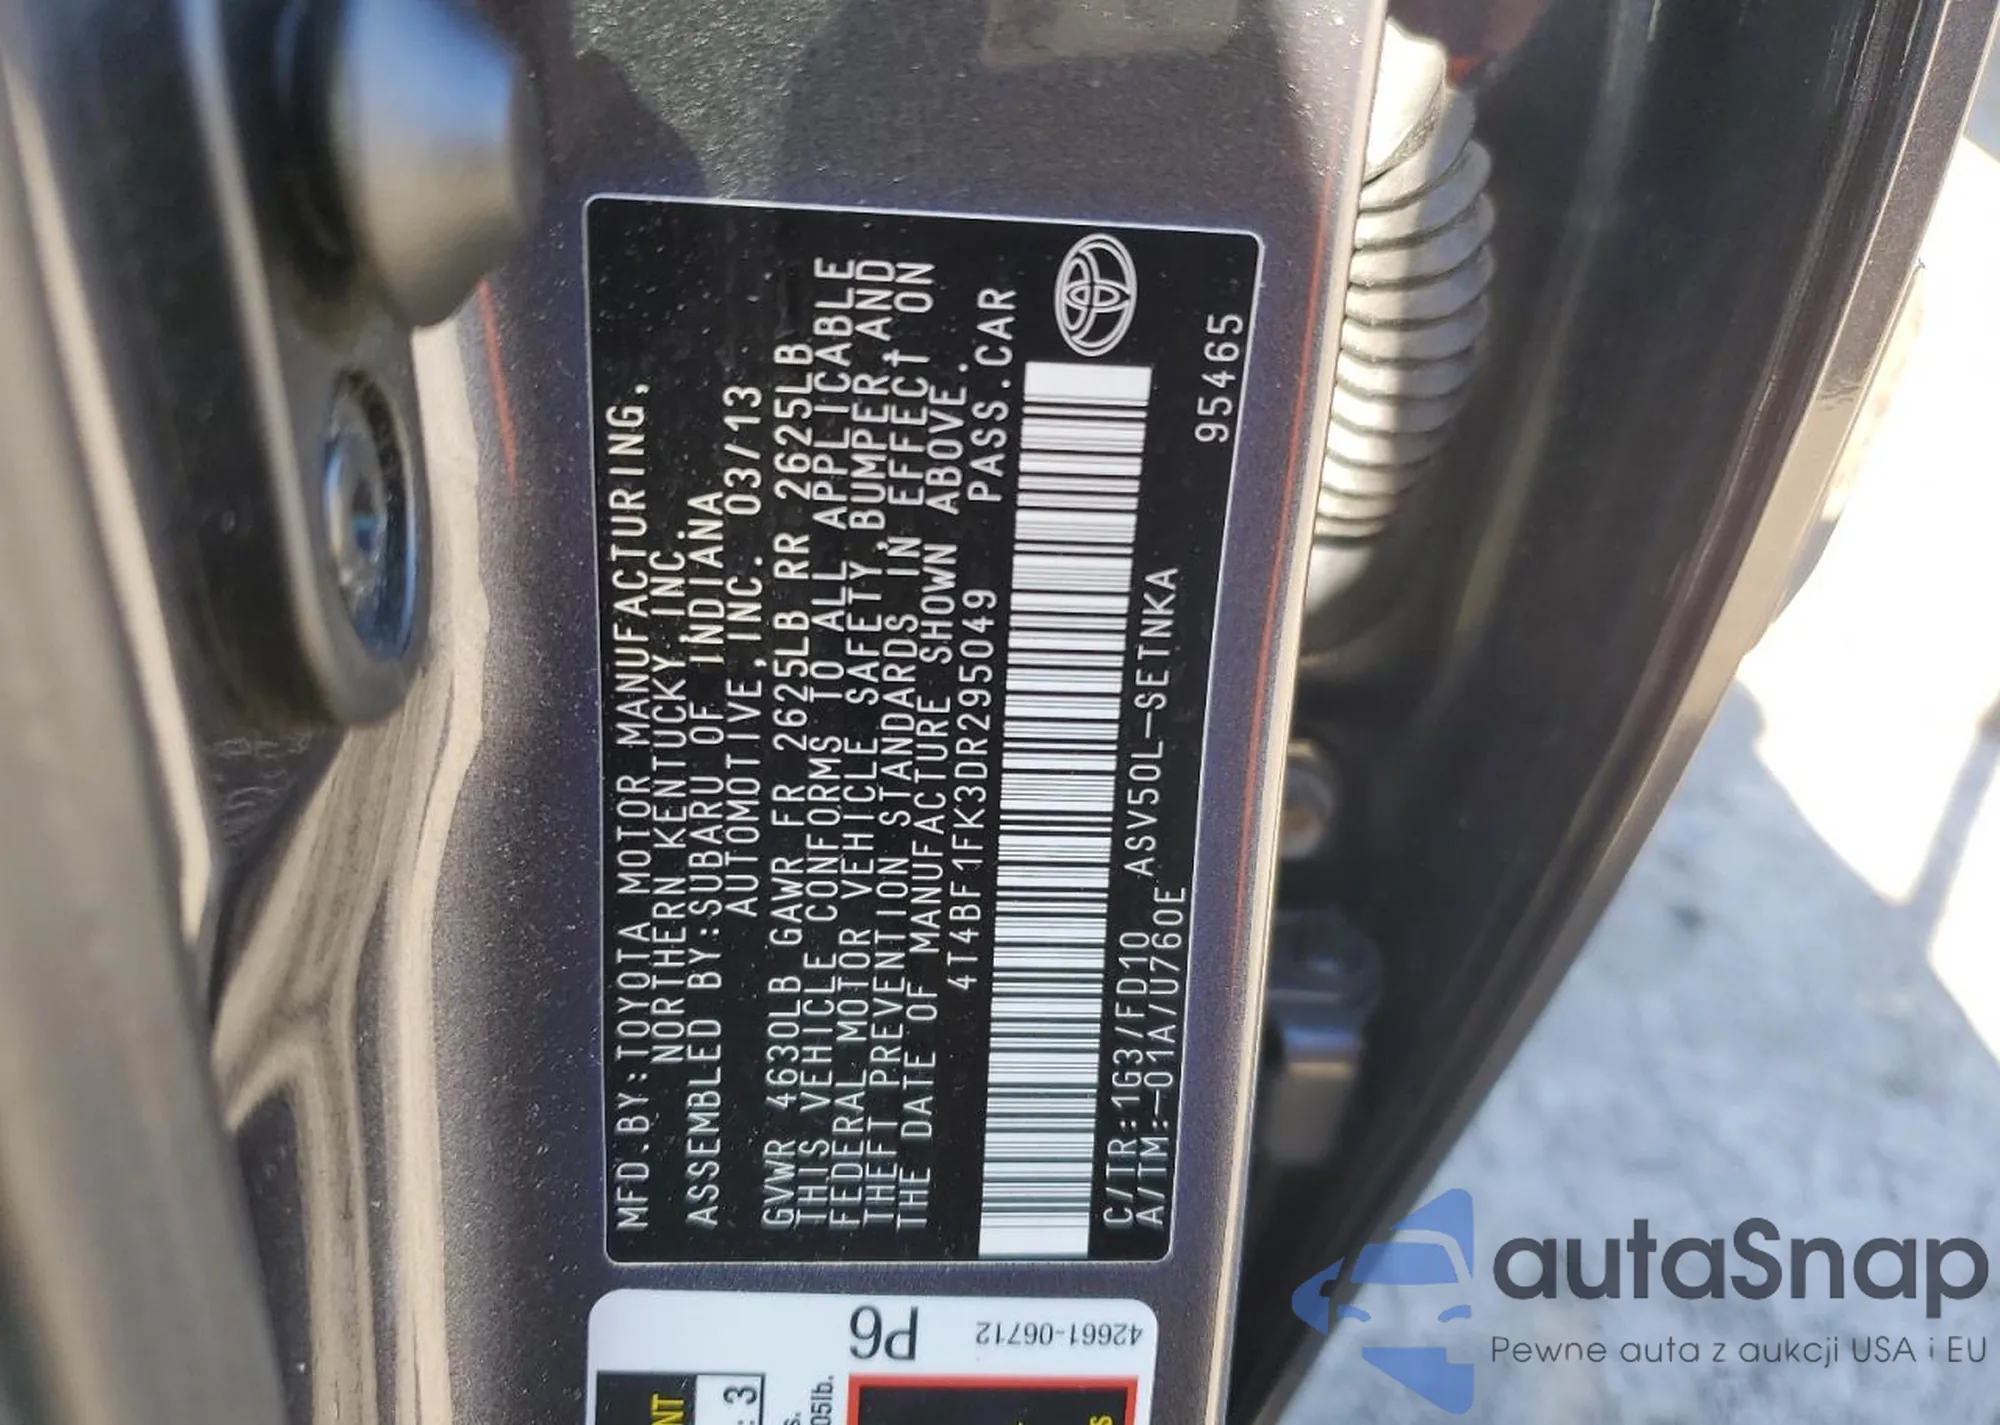 MFD.BY:TOYOTA MOTOR MANUFACTURING,
NORTHERN KENTUCKY,INC.
ASSEMBLED BY:SUBARU OF INDIANA
AUTOMOTIVE,INC. 03/13
GVWR 4630LB GAWR FR 2625LB RR 2625LB
THIS VEHICLE CONFORMS TO ALL APPLICABLE
FEDERAL MOTOR VEHICLE SAFETY,BUMPER,AND
THEFT PREVENTION STANDARDS IN EFFECT ON
THE DATE OF MANUFACTURE SHOWN ABOVE.
4T4BF1FK3DR295049 PASS.CAR
C/TR:1G3/FD10 ASV50L-SETNKA
A/TM:-01A/U760E 95465
P6
42661-06712
NT
: 3
s.
05lb.
s
autaSnap
Pewne auta z aukcji USA i EU